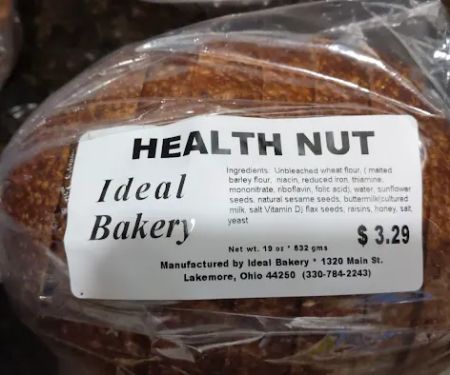 HEALTH NUT
Ideal
Bakery
Ingredients: Unbleached wheat flour, ( malted
barley flour, niacin, reduced iron, thiamine,
mononitrate, riboflavin, folic acid), water, sunflower
seeds, natural sesame seeds, buttermilk(cultured
milk, salt Vitamin D) flax seeds, raisins, honey, salt,
yeast
Net wt. 19 oz * 532 gms
$ 3.29
Manufactured by Ideal Bakery * 1320 Main St.
Lakemore, Ohio 44250 (330-784-2243)